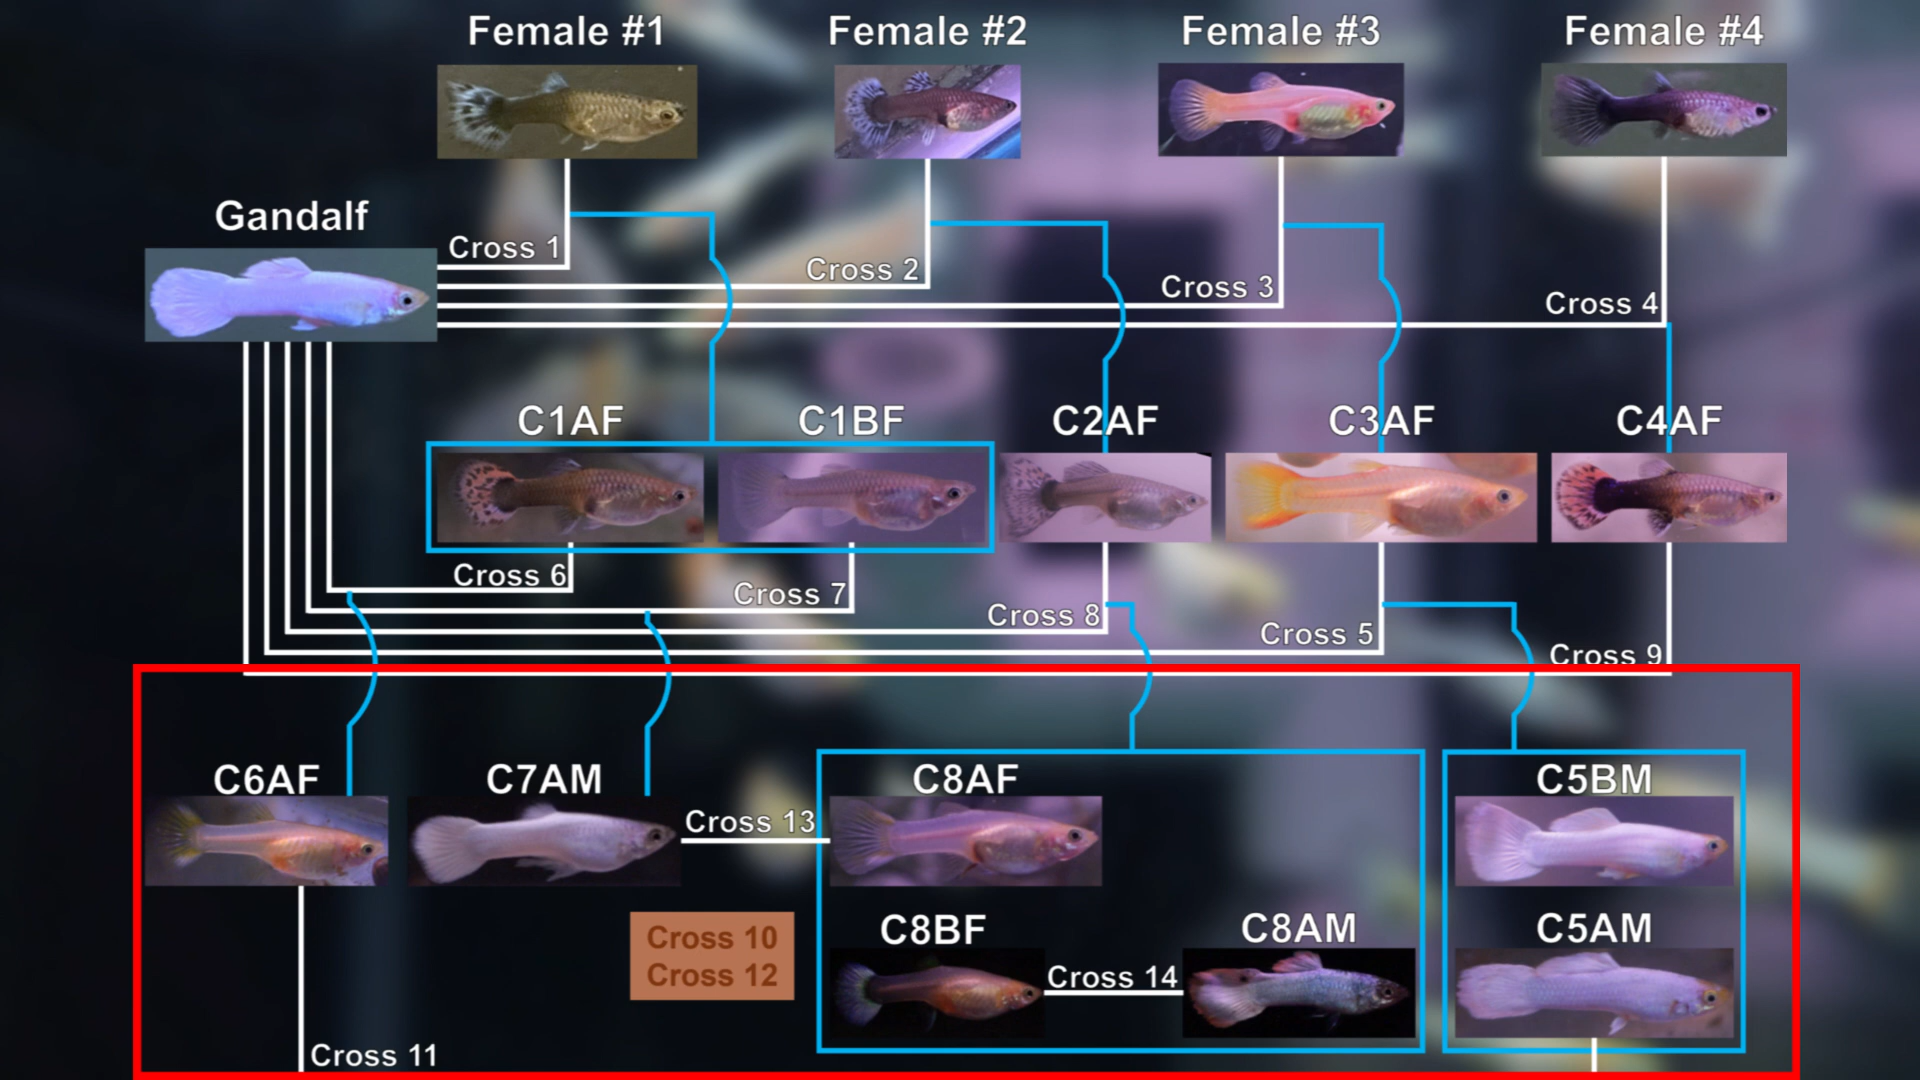 Female #1
Female #2
Female #3
Female #4
Gandalf
Cross 1
Cross 2
Cross 3
Cross 4
C1AF
C1BF
C2AF
C3AF
C4AF
Cross 6
Cross 7
Cross 8
Cross 5
Cross 9
C6AF
C7AM
C8AF
C5BM
Cross 13
C8BF
C8AM
C5AM
Cross 10
Cross 12
Cross 14
Cross 11